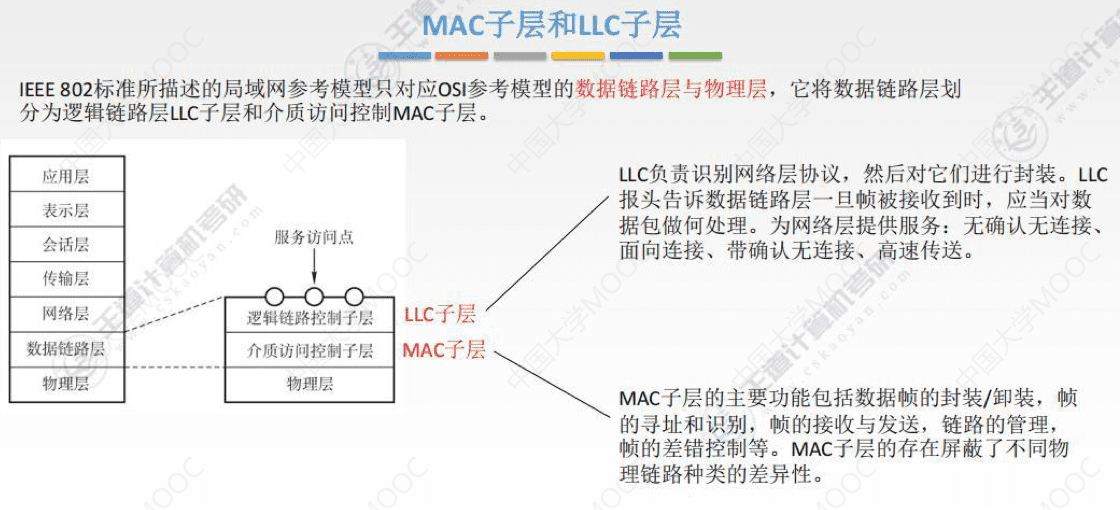 MAC子层和LLC子层
IEEE 802标准所描述的局域网参考模型只对应OSI参考模型的数据链路层与物理层，它将数据链路层划
分为逻辑链路层LLC子层和介质访问控制MAC子层。
应用层
表示层
会话层
传输层
网络层
数据链路层
物理层
服务访问点
逻辑链路控制子层
介质访问控制子层
物理层
LLC子层
MAC子层
LLC负责识别网络层协议，然后对它们进行封装。LLC
报头告诉数据链路层一旦帧被接收到时，应当对数
据包做何处理。为网络层提供服务：无确认无连接、
面向连接、带确认无连接、高速传送。
MAC子层的主要功能包括数据帧的封装/卸装，帧
的寻址和识别，帧的接收与发送，链路的管理，
帧的差错控制等。MAC子层的存在屏蔽了不同物
理链路种类的差异性。
王道计算机考研
cskaoyan.com
中国大学MOOC